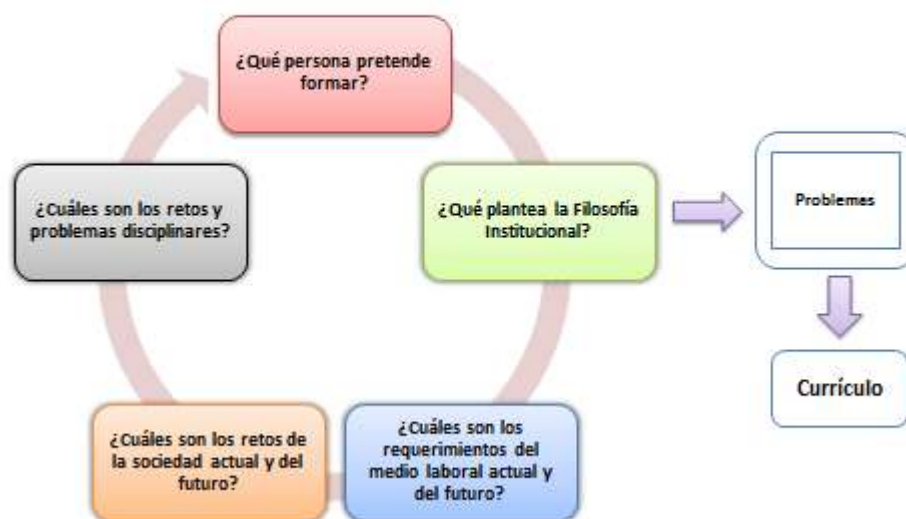 ¿Qué persona pretende
formar?
¿Qué plantea la Filosofía
Institucional?
¿Cuáles son los
requerimientos del
medio laboral actual y
del futuro?
¿Cuáles son los retos de
la sociedad actual y del
futuro?
¿Cuáles son los retos y
problemas disciplinares?
Problemas
Currículo